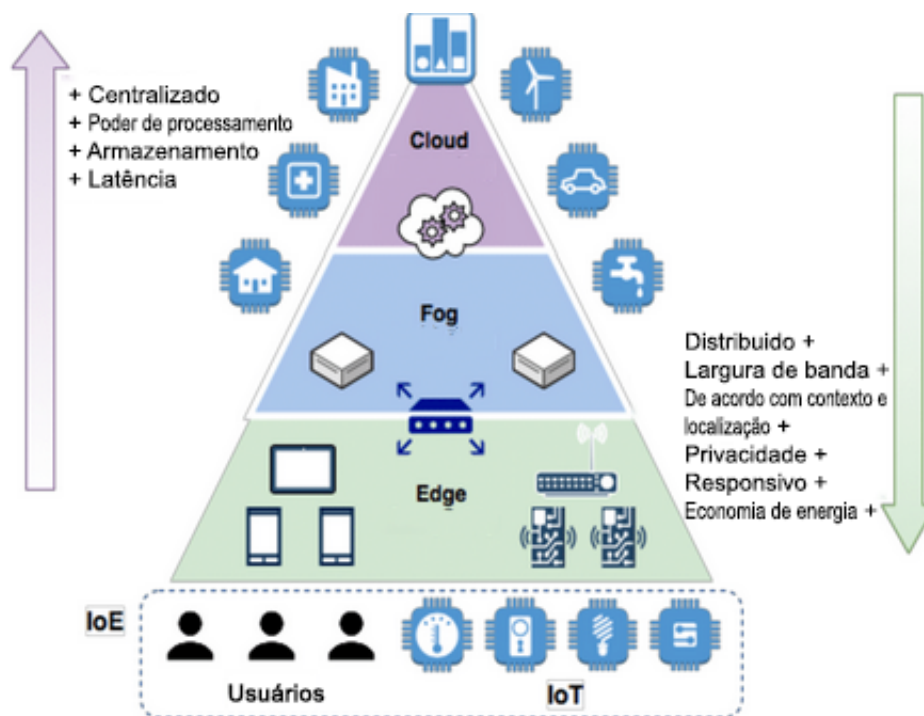 + Centralizado
+ Poder de processamento
+ Armazenamento
+ Latência
Cloud
Fog
Distribuido +
Largura de banda +
De acordo com contexto e
localização +
Privacidade +
Responsivo +
Economia de energia +
Edge
IoE
Usuários
IoT